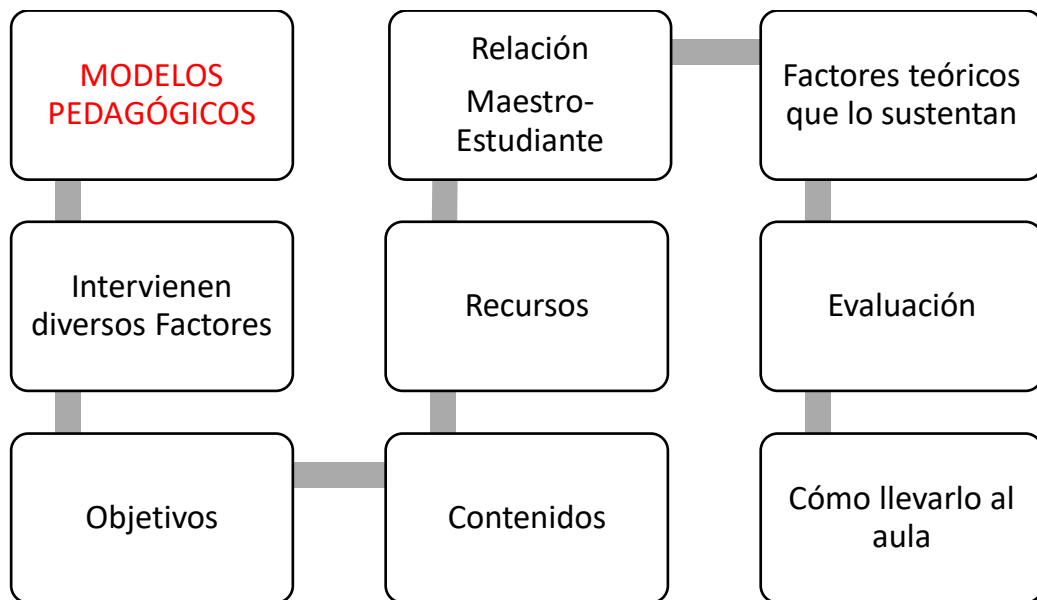 MODELOS
PEDAGÓGICOS
Intervienen
diversos Factores
Objetivos
Contenidos
Recursos
Relación
Maestro-
Estudiante
Factores teóricos
que lo sustentan
Evaluación
Cómo llevarlo al
aula